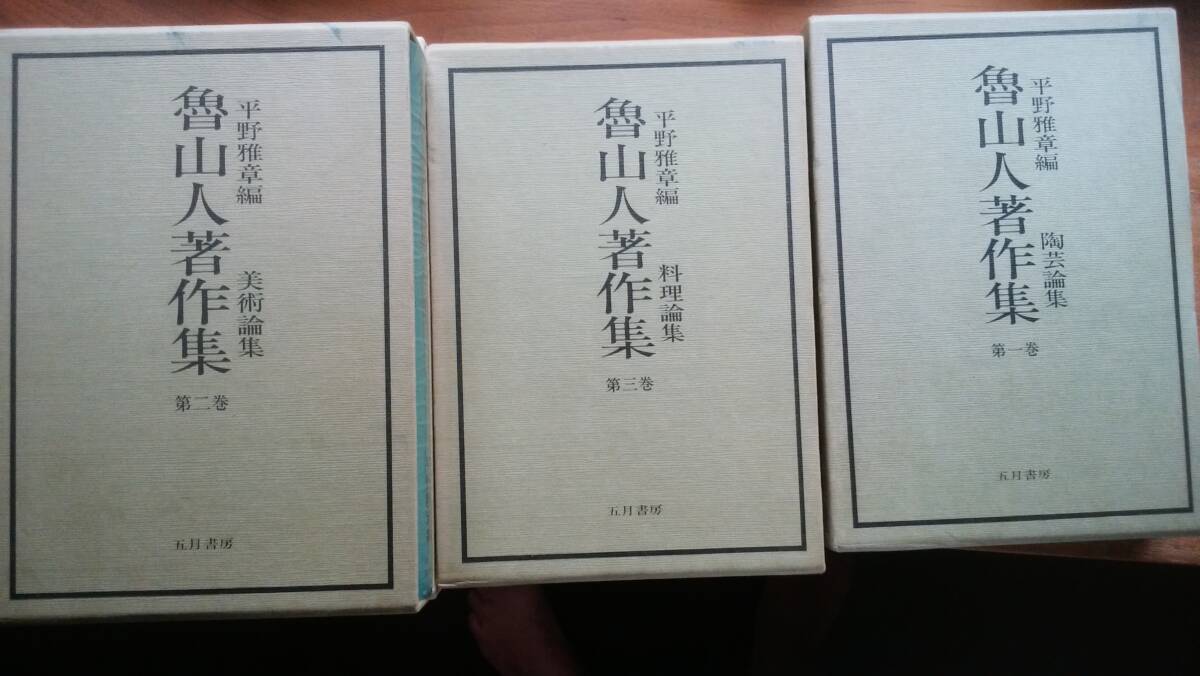 平野雅章編 美術論集
魯山人著作集
第二巻
五月書房
平野雅章編 料理論集
魯山人著作集
第三巻
五月書房
平野雅章編 陶芸論集
魯山人著作集
第一巻
五月書房